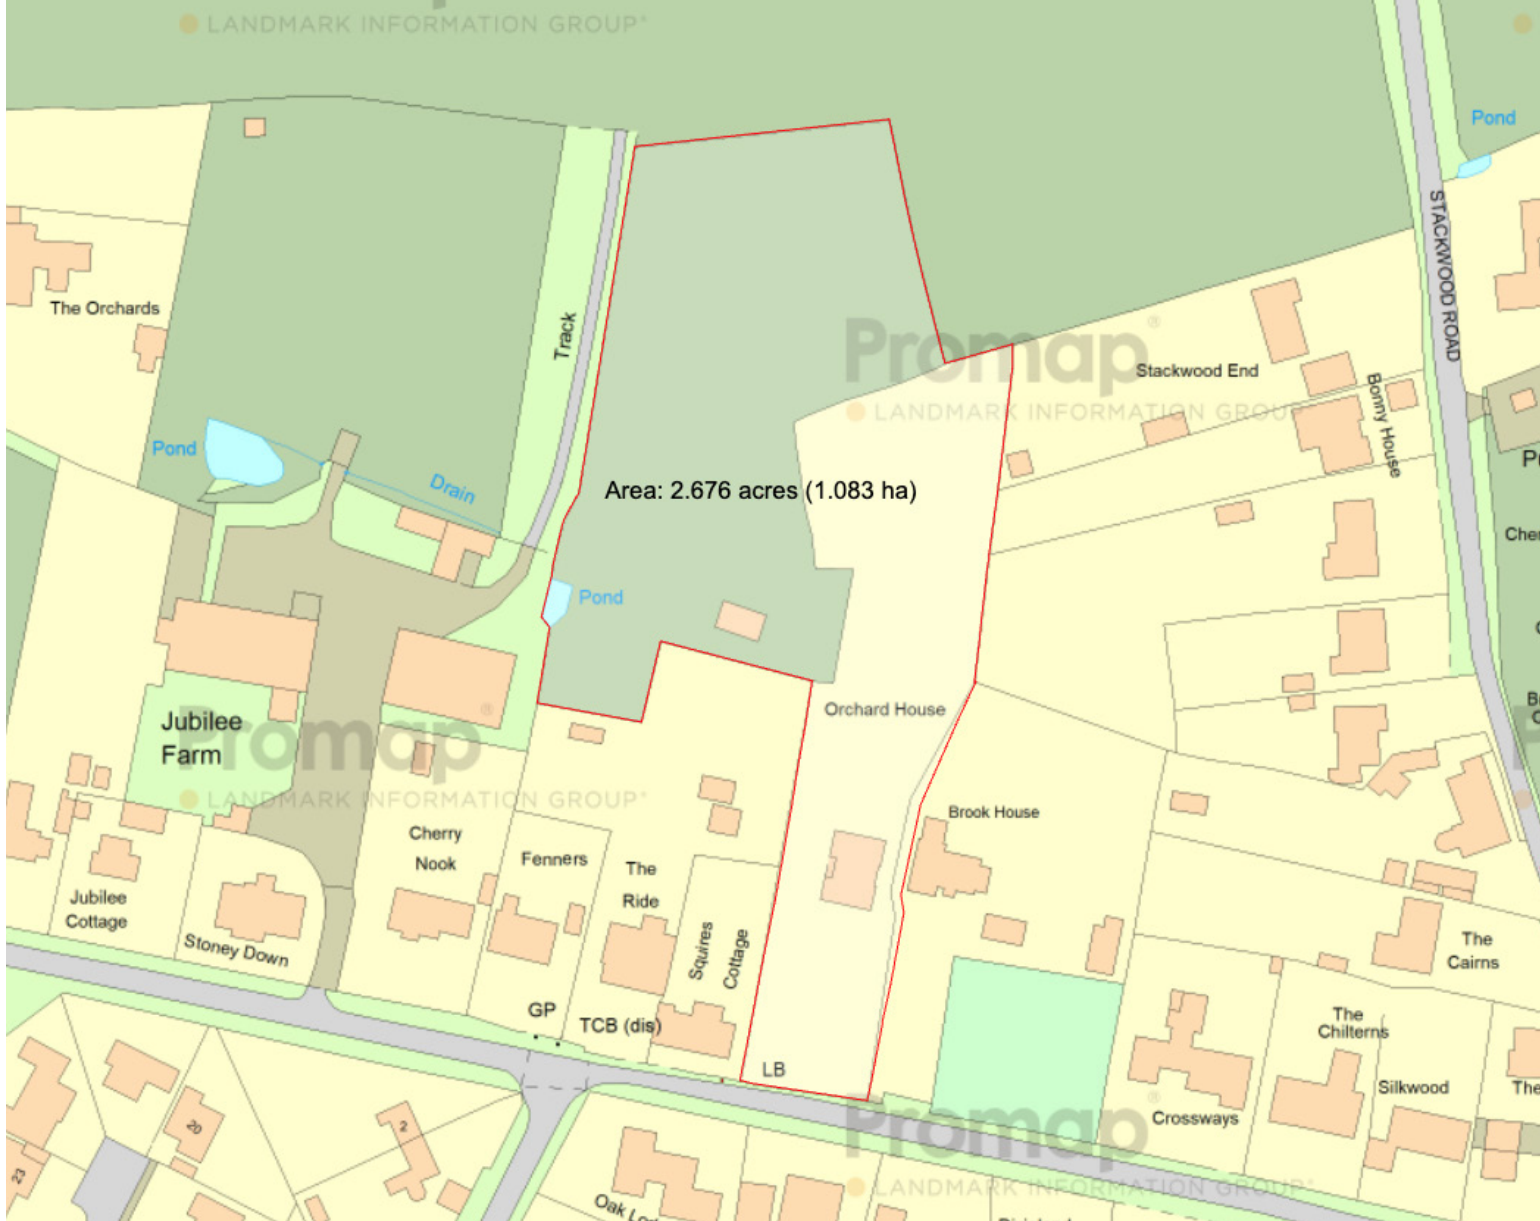 LANDMARK INFORMATION GROUP®
Pond
STACKWOOD ROAD
The Orchards
Track
Promap®
LANDMARK INFORMATION GROUP
Stackwood End
Bonny House
Pond
Drain
Area: 2.676 acres (1.083 ha)
Pond
Orchard House
Jubilee
Farm
Promap®
LANDMARK INFORMATION GROUP®
Brook House
Cherry
Nook
Fenners
The
Ride
Jubilee
Cottage
Stoney Down
Squires
Cottage
The
Cairns
GP
TCB (dis)
LB
The
Chilterns
Silkwood
The
Crossways
Promap®
LANDMARK INFORMATION GROUP®
20
2
23
Oak